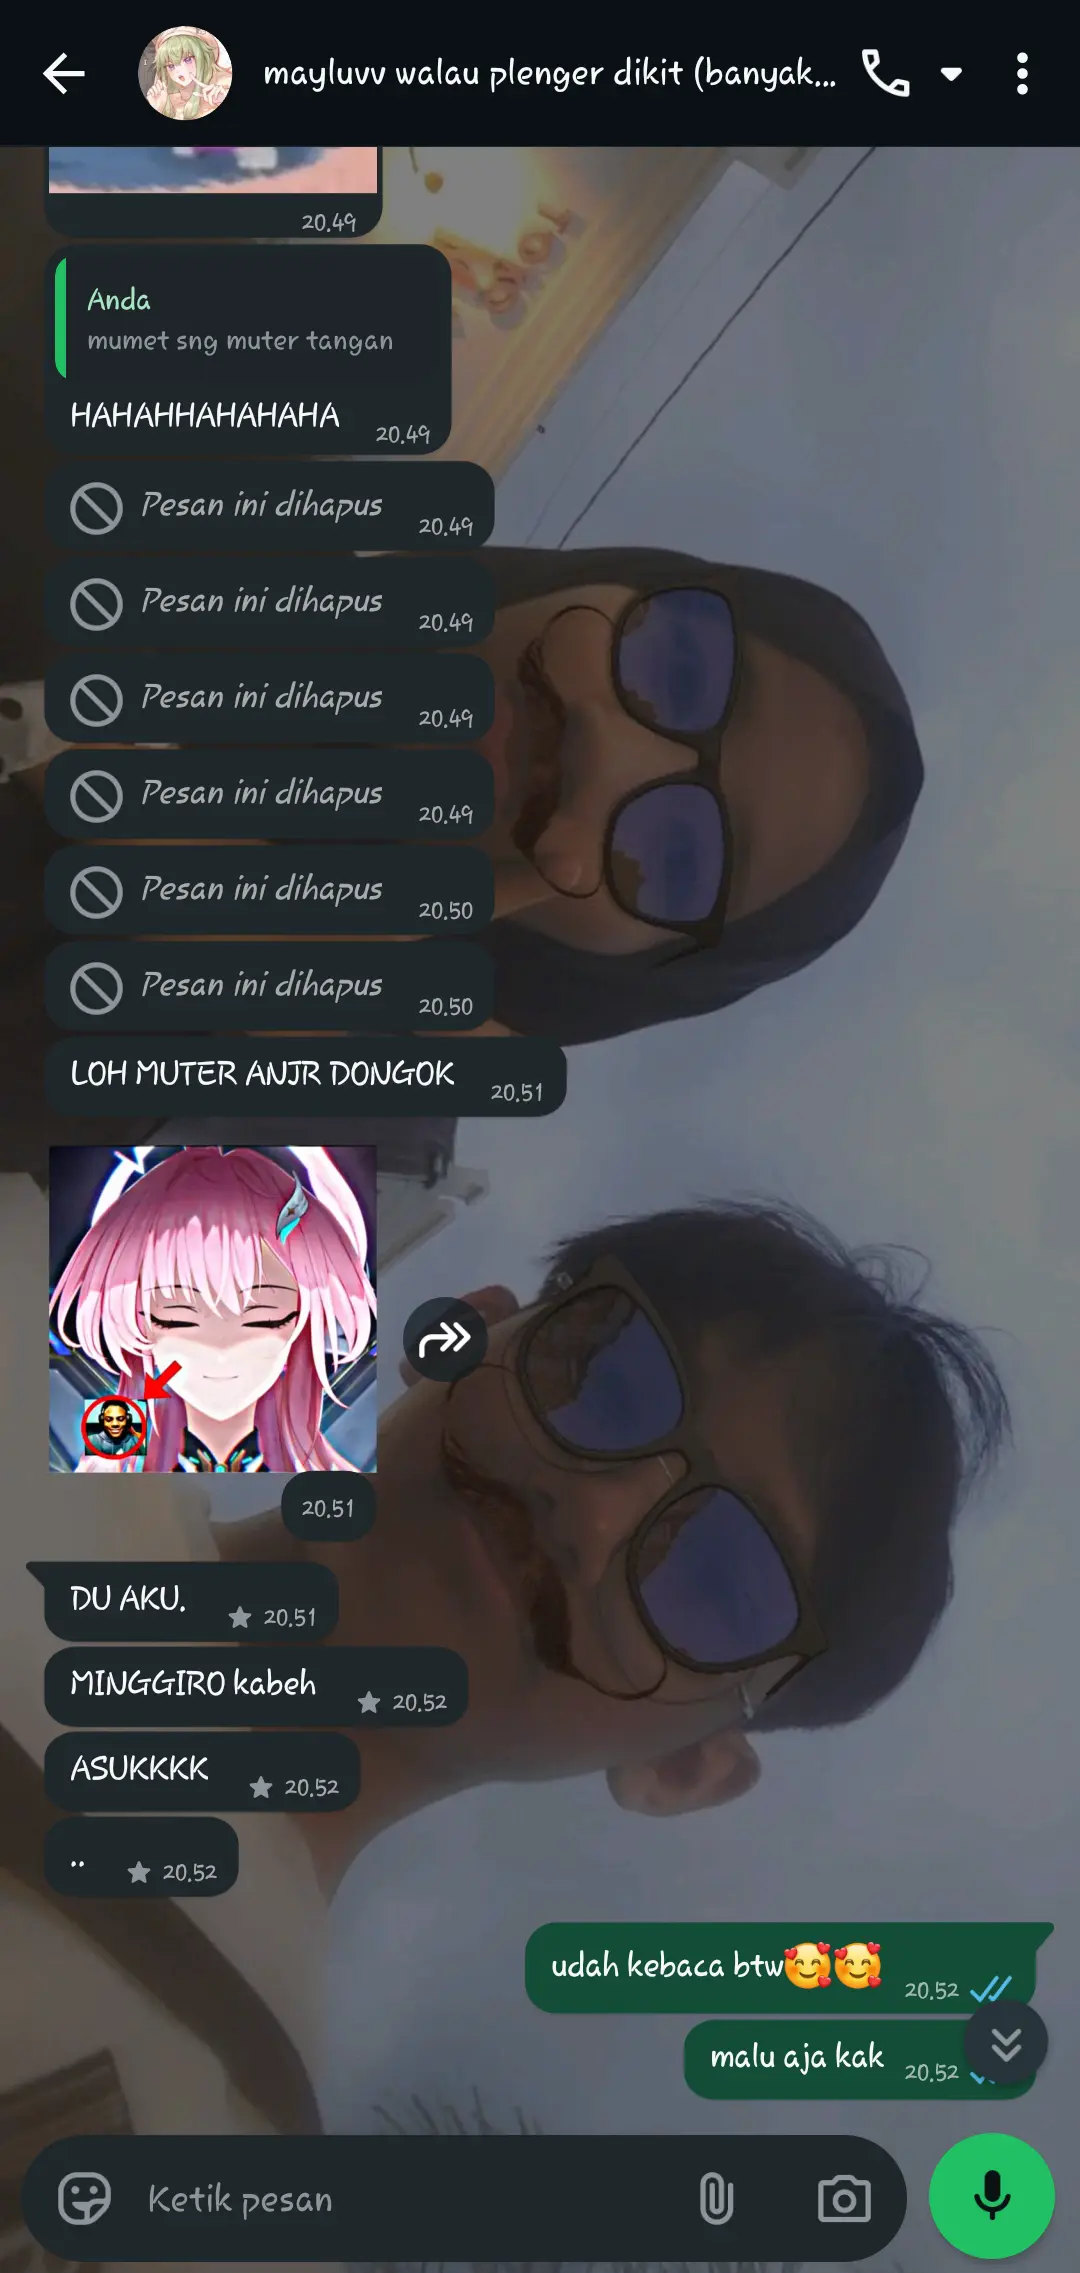 mayluvv walau plenger dikit (banyak...
20.49
Anda
mumet sng muter tangan
HAHAHHAHAHAHA
20.49
Pesan ini dihapus
20.49
Pesan ini dihapus
20.49
Pesan ini dihapus
20.49
Pesan ini dihapus
20.49
Pesan ini dihapus
20.50
Pesan ini dihapus
20.50
LOH MUTER ANJR DONGOK
20.51
20.51
DU AKU.
20.51
MINGGIRO kabeh
20.52
ASUKKKK
20.52
..
20.52
udah kebaca btw🥰🥰
20.52
malu aja kak
20.52
Ketik pesan